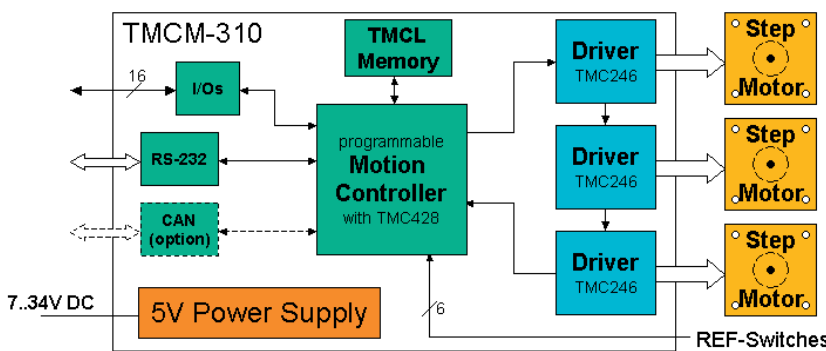 TMCM-310
16
I/Os
RS-232
CAN
(option)
7..34V DC
5V Power Supply
TMCL
Memory
programmable
Motion
Controller
with TMC428
6
REF-Switches
Driver
TMC246
Driver
TMC246
Driver
TMC246
Step
Motor
Step
Motor
Step
Motor